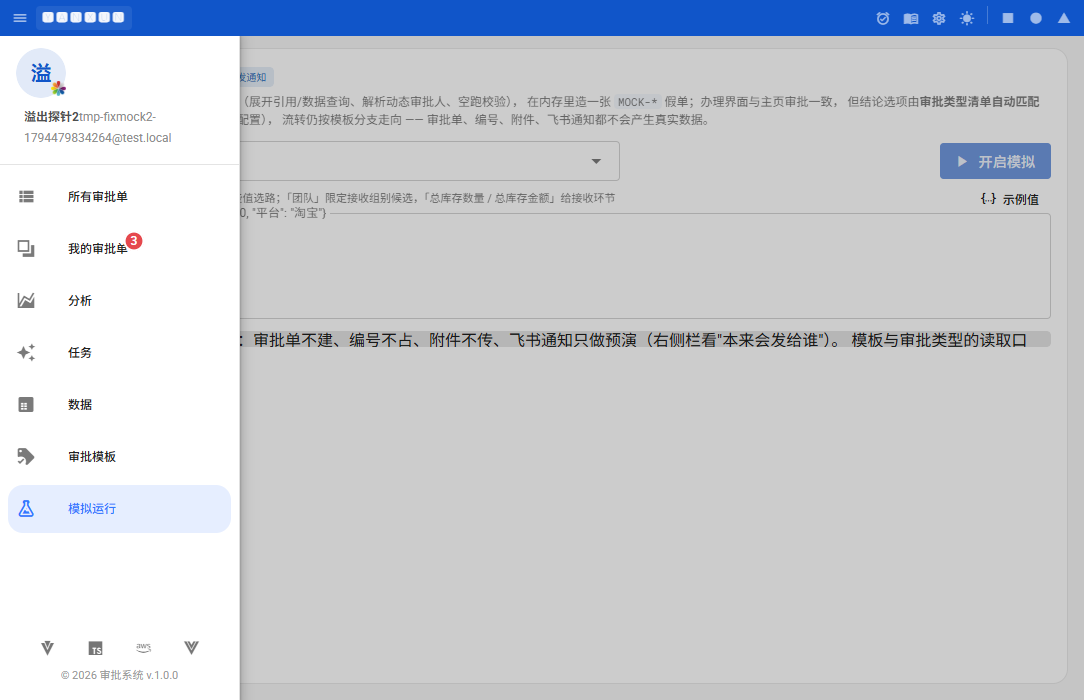 溢
溢出探针2tmp-fixmock2-
1794479834264@test.local
所有审批单
我的审批单
3
分析
任务
数据
审批模板
模拟运行
TS
aws
© 2026 审批系统 v.1.0.0
发通知
（展开引用/数据查询、解析动态审批人、空跑校验）， 在内存里造一张 MOCK-* 假单；办理界面与主页审批一致， 但结论选项由审批类型清单自动匹配
配置）， 流转仍按模板分支走向 —— 审批单、编号、附件、飞书通知都不会产生真实数据。
开启模拟
值选路；「团队」限定接收组别候选，「总库存数量 / 总库存金额」给接收环节
{..} 示例值
0, "平台": "淘宝"}
：审批单不建、编号不占、附件不传、飞书通知只做预演（右侧栏看"本来会发给谁"）。 模板与审批类型的读取口